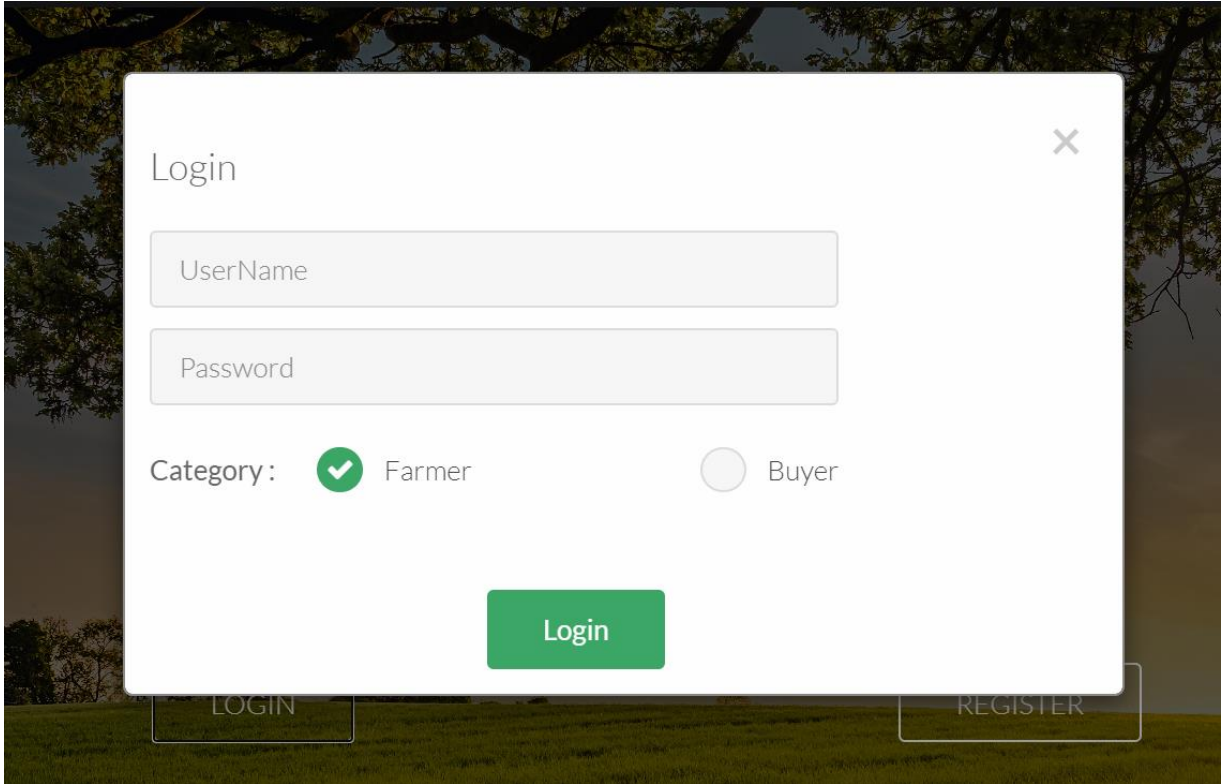 Login
UserName
Password
Category : Farmer Buyer
Login
LOGIN REGISTER